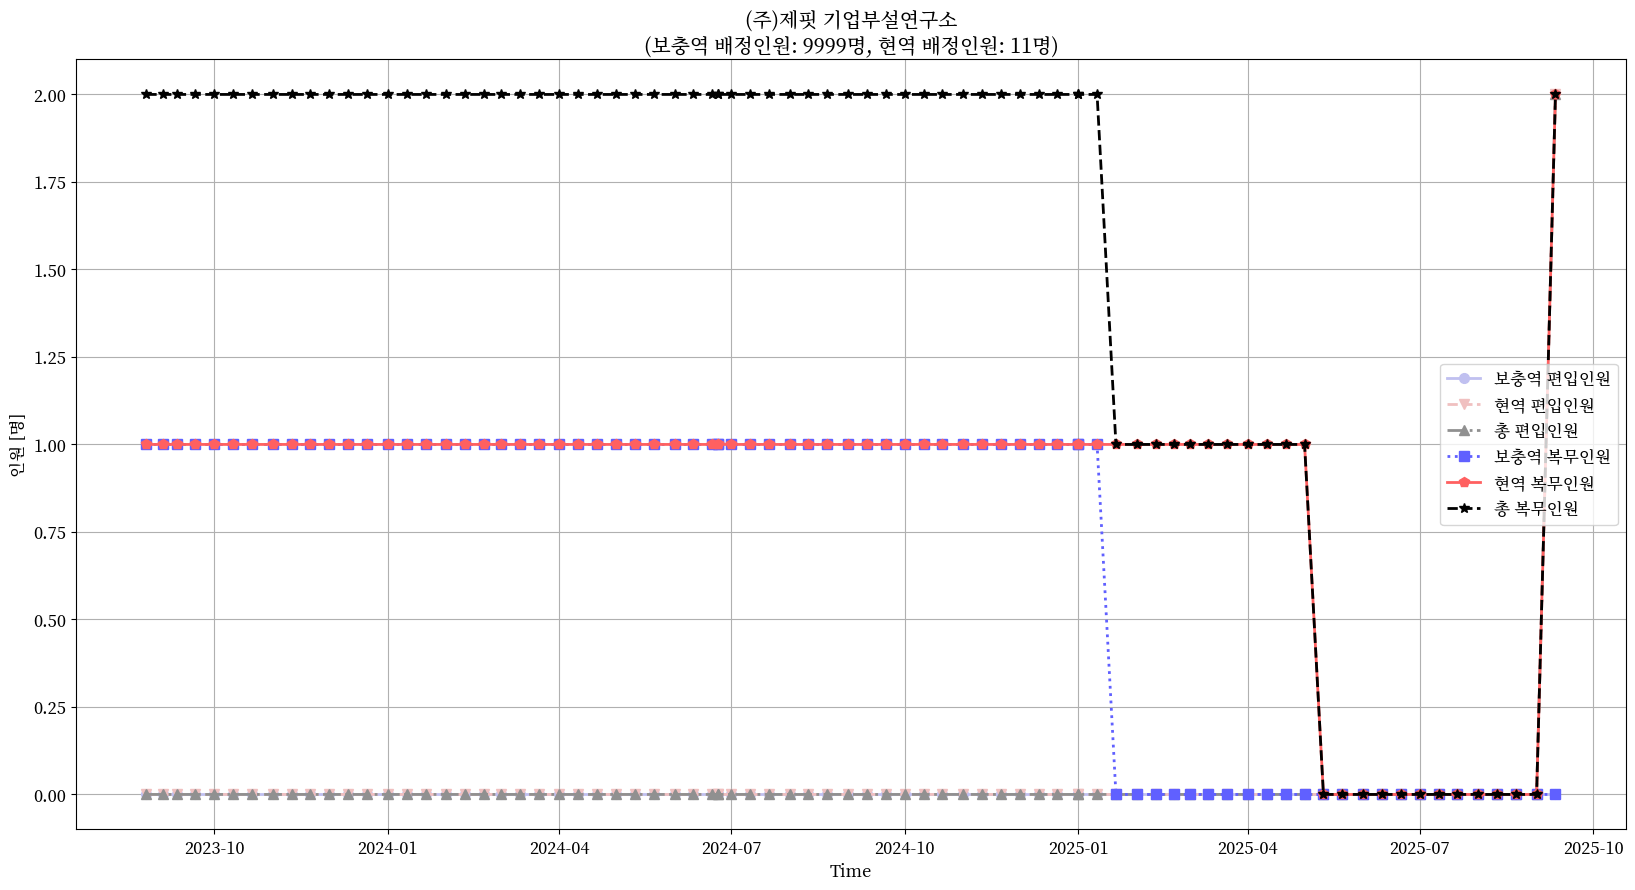 (주)제핏 기업부설연구소
(보충역 배정인원: 9999명, 현역 배정인원: 11명)
인원 [명]
2.00
1.75
1.50
1.25
1.00
0.75
0.50
0.25
0.00
보충역 편입인원
현역 편입인원
총 편입인원
보충역 복무인원
현역 복무인원
총 복무인원
2023-10
2024-01
2024-04
2024-07
2024-10
2025-01
2025-04
2025-07
2025-10
Time